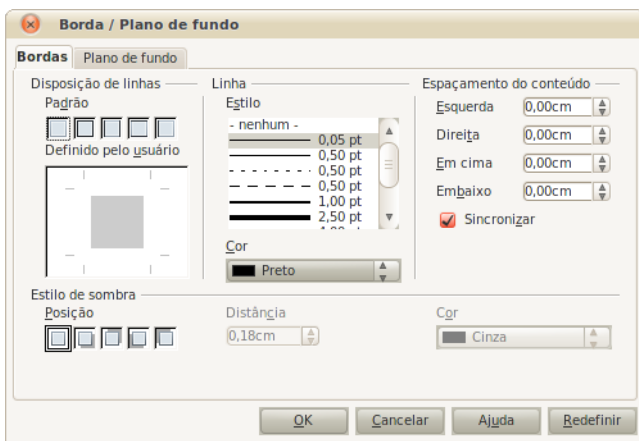 Borda / Plano de fundo
Bordas Plano de fundo
Disposição de linhas
Padrão
Definido pelo usuário
Linha
Estilo
- nenhum -
0,05 pt
0,50 pt
0,50 pt
0,50 pt
1,00 pt
2,50 pt
Cor
Preto
Espaçamento do conteúdo
Esquerda 0,00cm
Direita 0,00cm
Em cima 0,00cm
Embaixo 0,00cm
Sincronizar
Estilo de sombra
Posição
Distância
0,18cm
Cor
Cinza
OK Cancelar Ajuda Redefinir